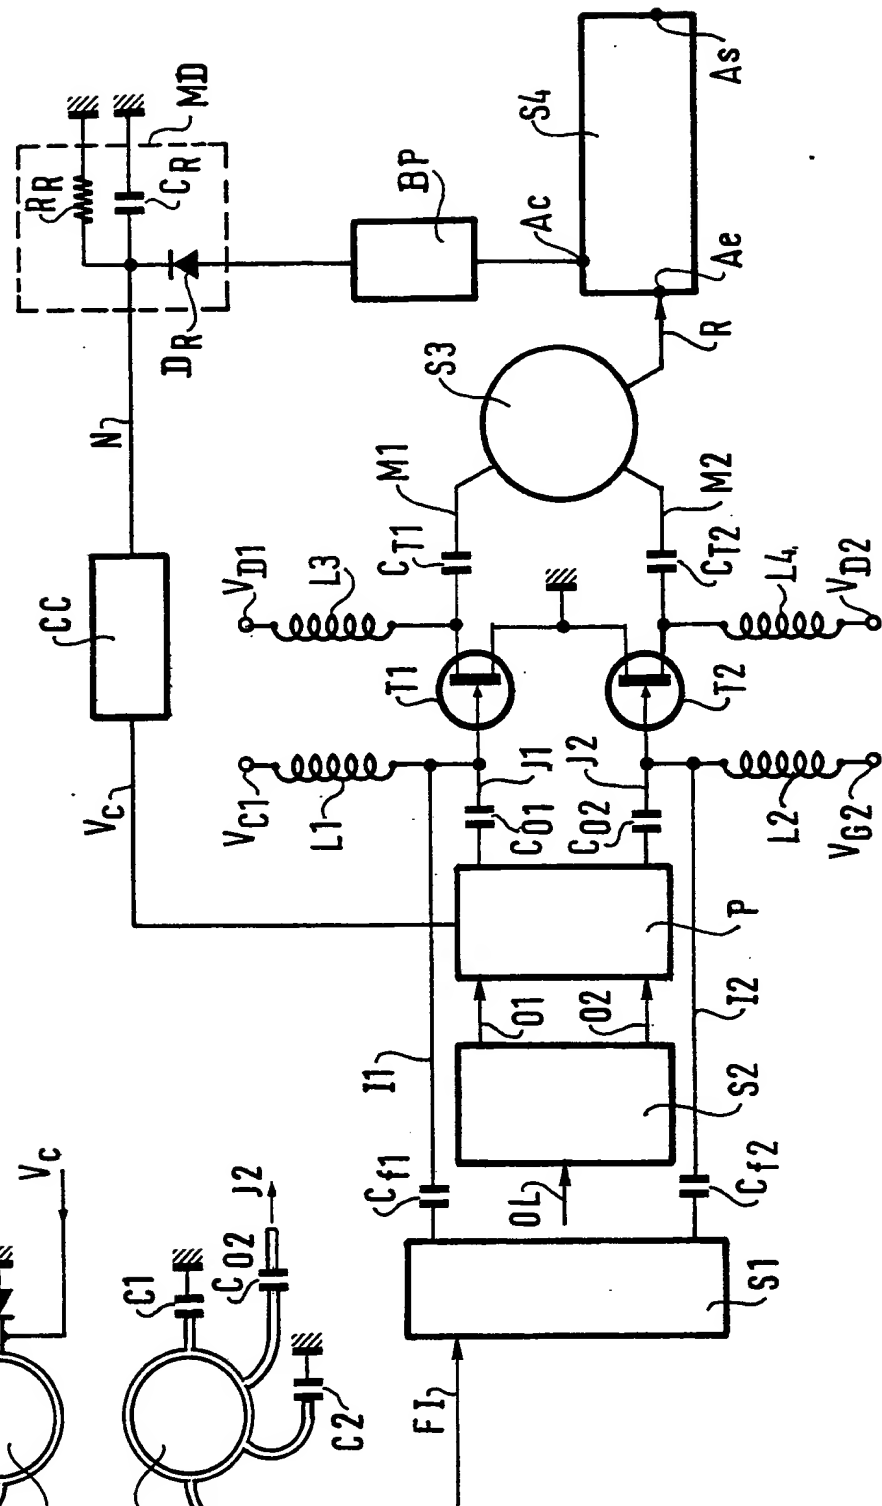 MD
RR
CR
DR
BP
Ac
S4
As
Ae
R
S3
N
M1
M2
CT1
CT2
CC
VD1
L3
L4
VD2
T1
T2
Vc
VC1
L1
J1
J2
C01
C02
L2
VG2
P
O1
O2
I1
I2
S2
Cf1
Cf2
OL
S1
FI
Vc
J2
C1
C02
C2